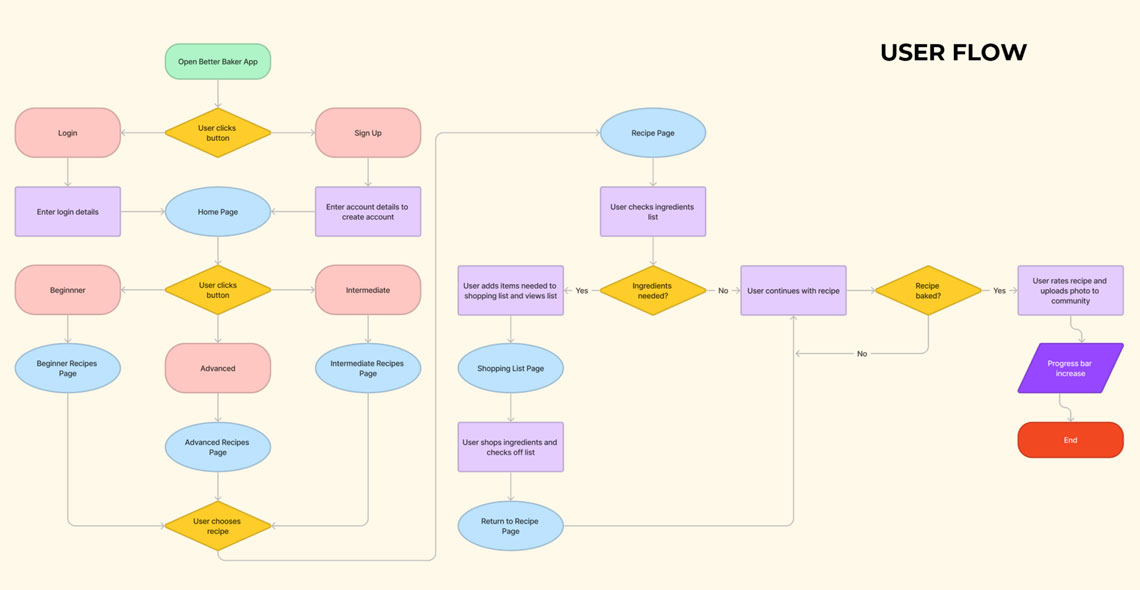 USER FLOW
Open Better Baker App
Login
User clicks
button
Sign Up
Enter login details
Home Page
Enter account details to
create account
Beginnner
User clicks
button
Intermediate
Beginner Recipes
Page
Advanced
Intermediate Recipes
Page
Advanced Recipes
Page
User chooses
recipe
Recipe Page
User checks ingredients
list
User adds items needed to
shopping list and views list
Yes
Ingredients
needed?
No
User continues with recipe
Recipe
baked?
Yes
User rates recipe and
uploads photo to
community
No
Shopping List Page
Progress bar
increase
User shops ingredients and
checks off list
End
Return to Recipe
Page